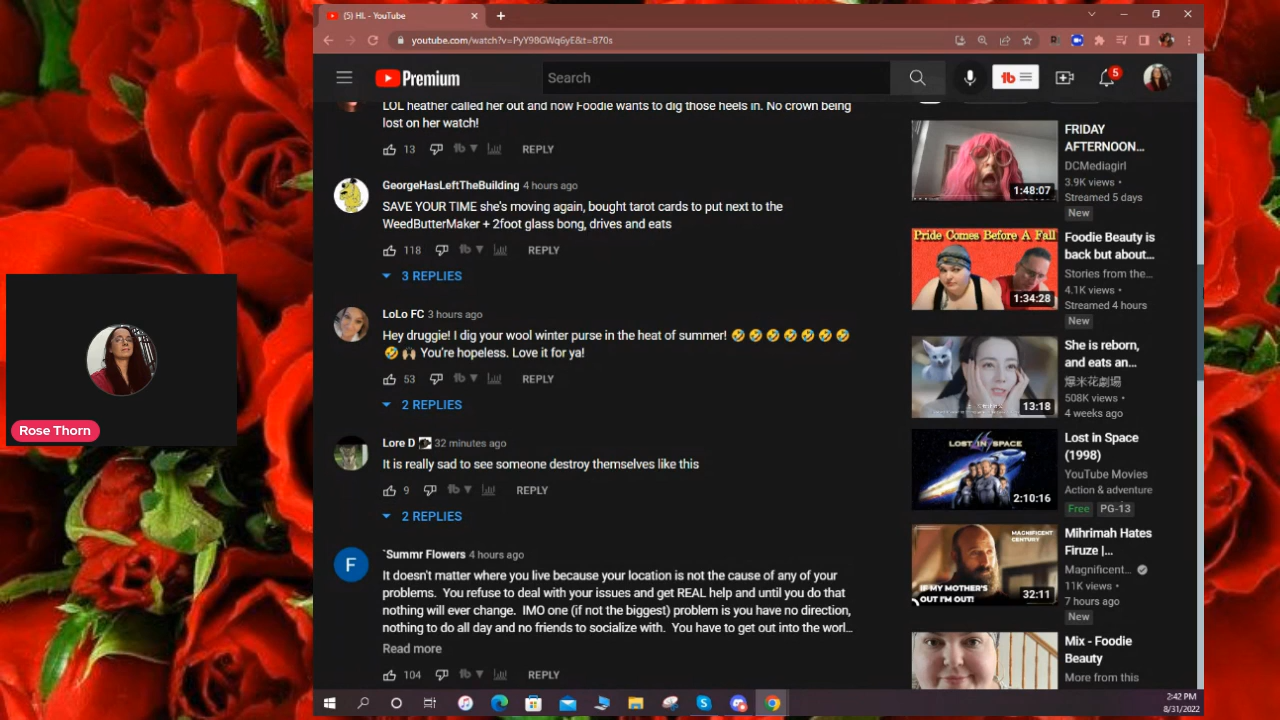 (5) HI. - YouTube
youtube.com/watch?v=PyY9BGWq6yE&t=870s
Premium
Search
5
LOL heather called her out and now Foodie wants to dig those heels in. No crown being
lost on her watch!
13
REPLY
GeorgeHasLeftTheBuilding 4 hours ago
SAVE YOUR TIME she's moving again, bought tarot cards to put next to the
WeedButterMaker + 2foot glass bong, drives and eats
118
REPLY
3 REPLIES
LoLo FC 3 hours ago
Hey druggie! I dig your wool winter purse in the heat of summer! 🤣 🤣 🤣 🤣 🤣 🤣 🤣
🤣 🙌🏼 You're hopeless. Love it for ya!
53
REPLY
2 REPLIES
Lore D 32 minutes ago
It is really sad to see someone destroy themselves like this
9
REPLY
2 REPLIES
F
`Summr Flowers 4 hours ago
It doesn't matter where you live because your location is not the cause of any of your
problems. You refuse to deal with your issues and get REAL help and until you do that
nothing will ever change. IMO one (if not the biggest) problem is you have no direction,
nothing to do all day and no friends to socialize with. You have to get out into the worl...
Read more
104
REPLY
1:48:07
FRIDAY
AFTERNOON...
DCMediagirl
3.9K views •
Streamed 5 days
New
Pride Comes Before A Fall
1:34:28
Foodie Beauty is
back but about...
Stories from the...
4.1K views •
Streamed 4 hours
New
13:18
She is reborn,
and eats an...
爆米花劇場
508K views •
4 weeks ago
LOST IN SPACE
2:10:16
Lost in Space
(1998)
YouTube Movies
Action & adventure
Free PG-13
MAGNIFICENT
CENTURY
IF MY MOTHER'S
OUT I'M OUT!
32:11
Mihrimah Hates
Firuze |...
Magnificent...
11K views •
7 hours ago
New
Mix - Foodie
Beauty
More from this
Rose Thorn
2:42 PM
8/31/2022